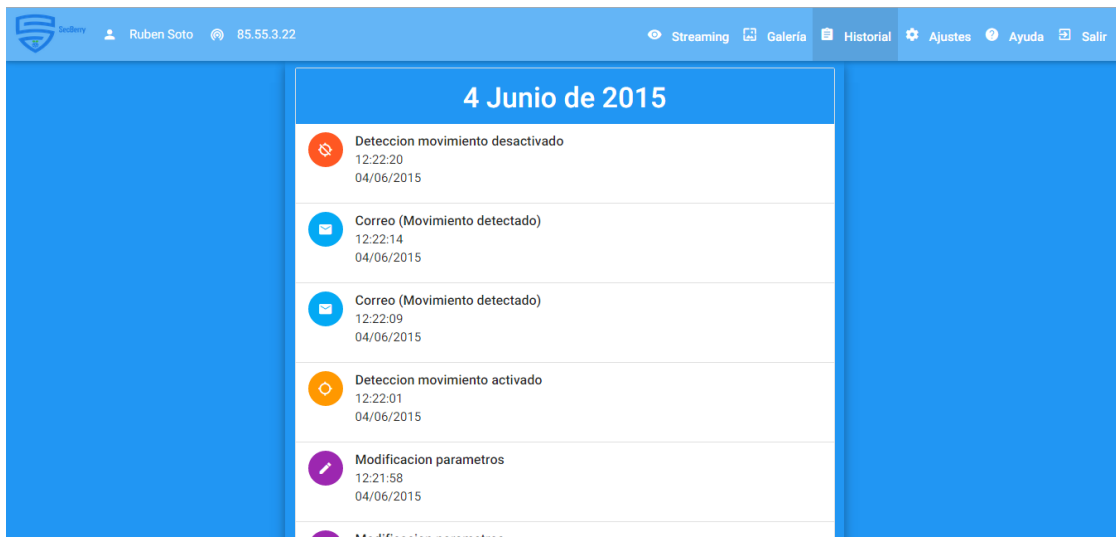 SecBerry
Ruben Soto
85.55.3.22
Streaming
Galería
Historial
Ajustes
Ayuda
Salir
4 Junio de 2015
Deteccion movimiento desactivado
12:22:20
04/06/2015
Correo (Movimiento detectado)
12:22:14
04/06/2015
Correo (Movimiento detectado)
12:22:09
04/06/2015
Deteccion movimiento activado
12:22:01
04/06/2015
Modificacion parametros
12:21:58
04/06/2015
Modificacion parametros